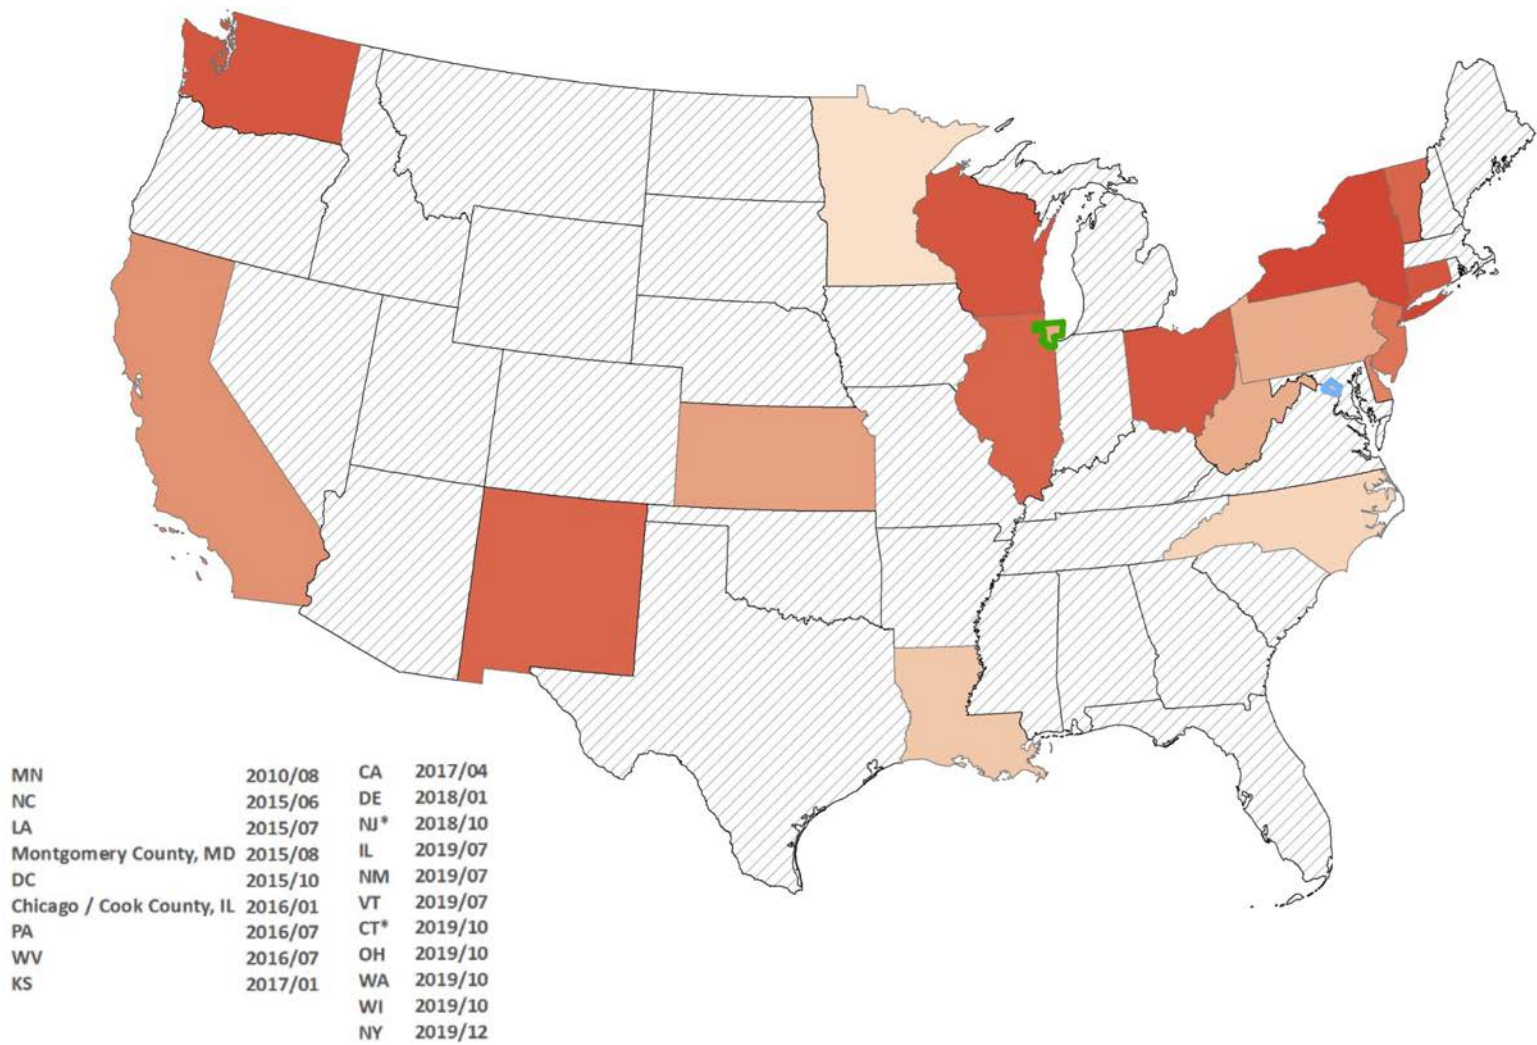 MN 2010/08
NC 2015/06
LA 2015/07
Montgomery County, MD 2015/08
DC 2015/10
Chicago / Cook County, IL 2016/01
PA 2016/07
WV 2016/07
KS 2017/01
CA 2017/04
DE 2018/01
NJ* 2018/10
IL 2019/07
NM 2019/07
VT 2019/07
CT* 2019/10
OH 2019/10
WA 2019/10
WI 2019/10
NY 2019/12